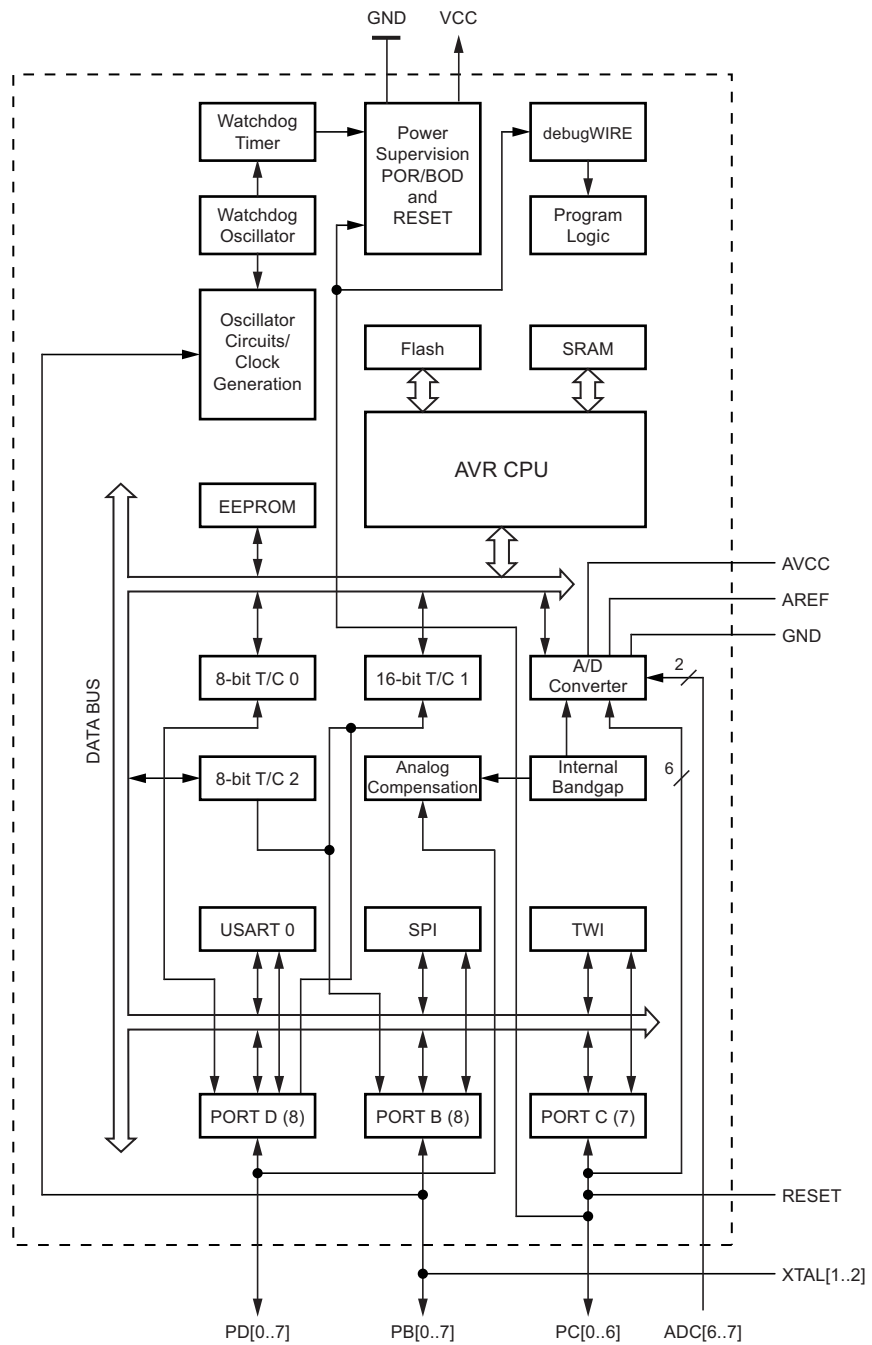 GND
VCC
Watchdog
Timer
Power
Supervision
POR/BOD
and
RESET
debugWIRE
Watchdog
Oscillator
Program
Logic
Oscillator
Circuits/
Clock
Generation
Flash
SRAM
AVR CPU
EEPROM
AVCC
AREF
GND
8-bit T/C 0
16-bit T/C 1
A/D
Converter
2
DATA BUS
8-bit T/C 2
Analog
Compensation
Internal
Bandgap
6
USART 0
SPI
TWI
PORT D (8)
PORT B (8)
PORT C (7)
RESET
XTAL[1..2]
PD[0..7]
PB[0..7]
PC[0..6]
ADC[6..7]